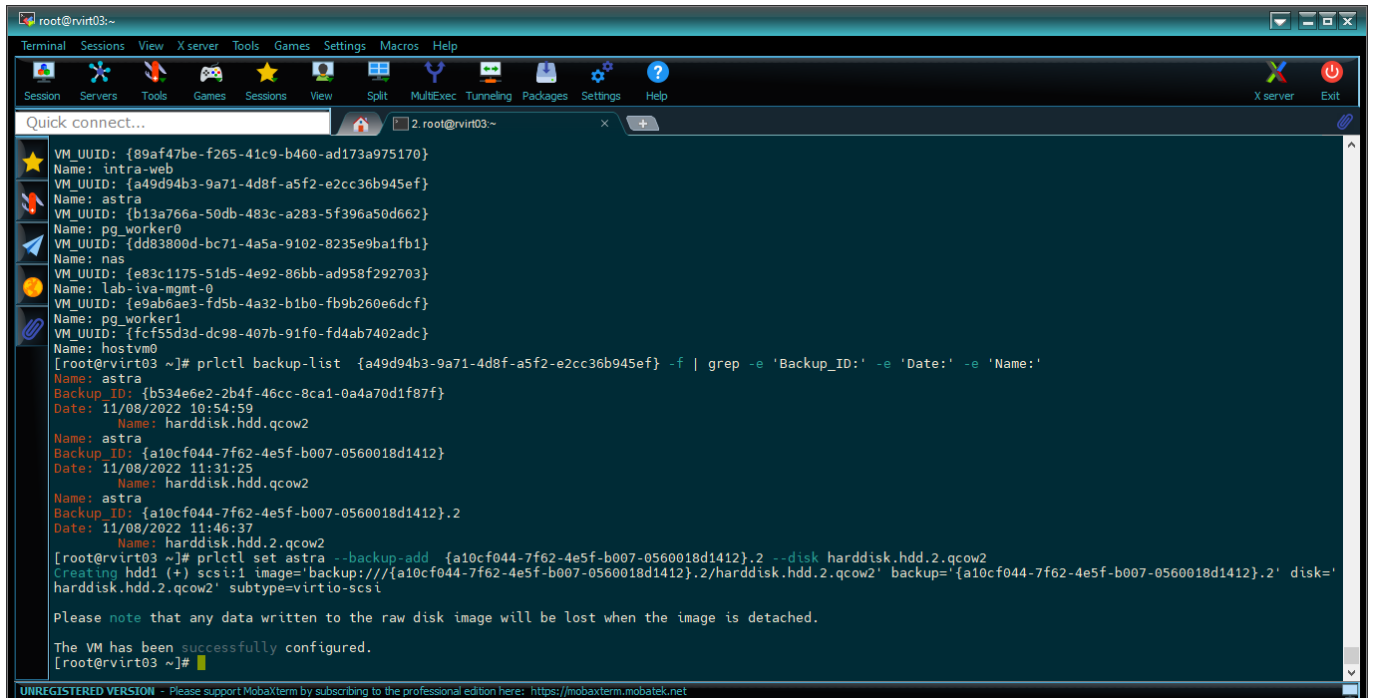 root@rvirt03:~
Terminal Sessions View X server Tools Games Settings Macros Help
Session Servers Tools Games Sessions View Split MultiExec Tunneling Packages Settings Help X server Exit
Quick connect...
2. root@rvirt03:~
VM_UUID: {89af47be-f265-41c9-b460-ad173a975170}
Name: intra-web
VM_UUID: {a49d94b3-9a71-4d8f-a5f2-e2cc36b945ef}
Name: astra
VM_UUID: {b13a766a-50db-483c-a283-5f396a50d662}
Name: pg_worker0
VM_UUID: {dd83800d-bc71-4a5a-9102-8235e9ba1fb1}
Name: nas
VM_UUID: {e83c1175-51d5-4e92-86bb-ad958f292703}
Name: lab-iva-mgmt-0
VM_UUID: {e9ab6ae3-fd5b-4a32-b1b0-fb9b260e6dcf}
Name: pg_worker1
VM_UUID: {fcf55d3d-dc98-407b-91f0-fd4ab7402adc}
Name: hostvm0
[root@rvirt03 ~]# prlctl backup-list  {a49d94b3-9a71-4d8f-a5f2-e2cc36b945ef} -f | grep -e 'Backup_ID:' -e 'Date:' -e 'Name:'
Name: astra
Backup_ID: {b534e6e2-2b4f-46cc-8ca1-0a4a70d1f87f}
Date: 11/08/2022 10:54:59
Name: harddisk.hdd.qcow2
Name: astra
Backup_ID: {a10cf044-7f62-4e5f-b007-0560018d1412}
Date: 11/08/2022 11:31:25
Name: harddisk.hdd.qcow2
Name: astra
Backup_ID: {a10cf044-7f62-4e5f-b007-0560018d1412}.2
Date: 11/08/2022 11:46:37
Name: harddisk.hdd.2.qcow2
[root@rvirt03 ~]# prlctl set astra --backup-add  {a10cf044-7f62-4e5f-b007-0560018d1412}.2 --disk harddisk.hdd.2.qcow2
Creating hdd1 (+) scsi:1 image='backup:///{a10cf044-7f62-4e5f-b007-0560018d1412}.2/harddisk.hdd.2.qcow2' backup='{a10cf044-7f62-4e5f-b007-0560018d1412}.2' disk='
harddisk.hdd.2.qcow2' subtype=virtio-scsi
Please note that any data written to the raw disk image will be lost when the image is detached.
The VM has been successfully configured.
[root@rvirt03 ~]#
UNREGISTERED VERSION - Please support MobaXterm by subscribing to the professional edition here: https://mobaxterm.mobatek.net